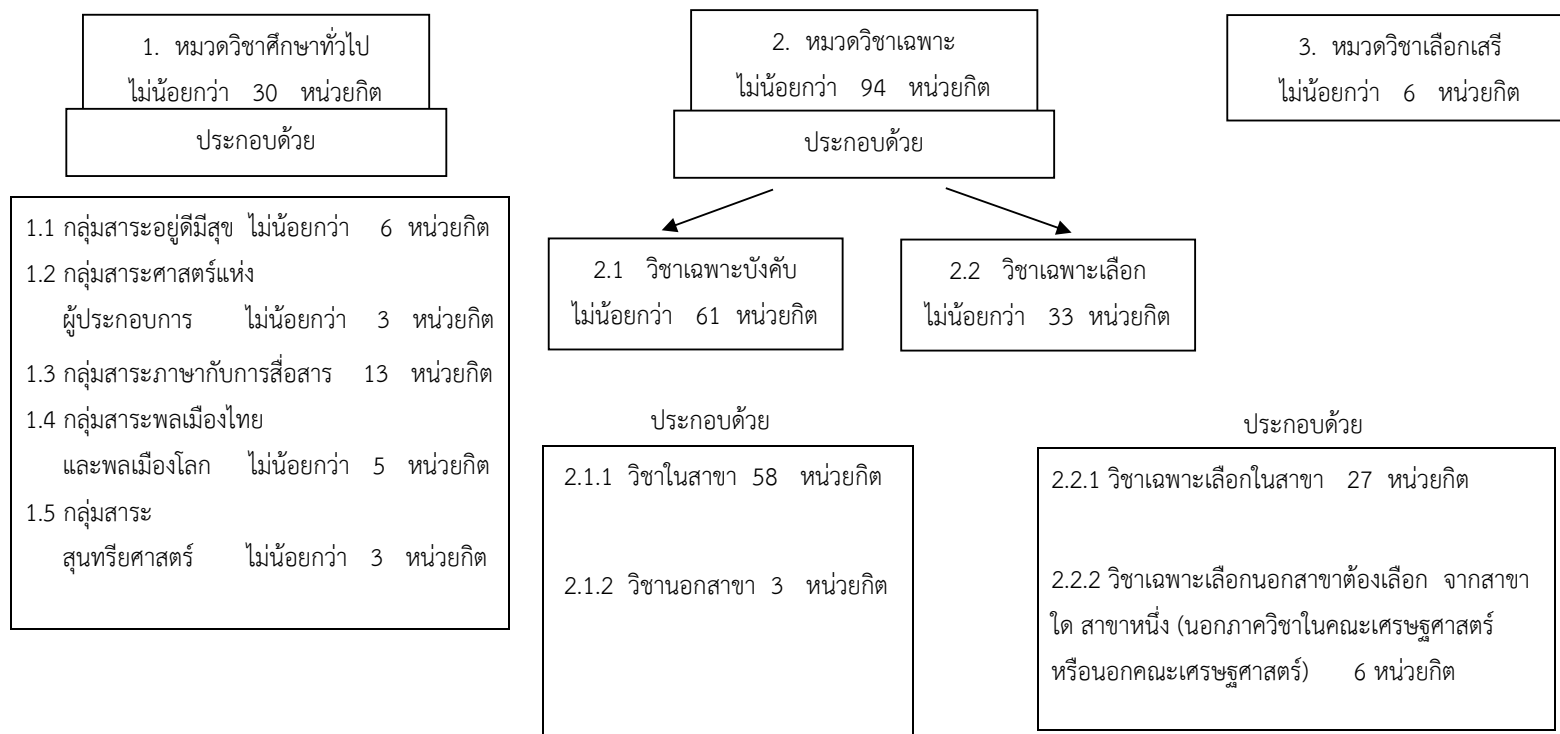 1. หมวดวิชาศึกษาทั่วไป
ไม่น้อยกว่า 30 หน่วยกิต
ประกอบด้วย
1.1 กลุ่มสาระอยู่ดีมีสุข ไม่น้อยกว่า 6 หน่วยกิต
1.2 กลุ่มสาระศาสตร์แห่ง
ผู้ประกอบการ ไม่น้อยกว่า 3 หน่วยกิต
1.3 กลุ่มสาระภาษากับการสื่อสาร 13 หน่วยกิต
1.4 กลุ่มสาระพลเมืองไทย
และพลเมืองโลก ไม่น้อยกว่า 5 หน่วยกิต
1.5 กลุ่มสาระ
สุนทรียศาสตร์ ไม่น้อยกว่า 3 หน่วยกิต
2. หมวดวิชาเฉพาะ
ไม่น้อยกว่า 94 หน่วยกิต
ประกอบด้วย
2.1 วิชาเฉพาะบังคับ
ไม่น้อยกว่า 61 หน่วยกิต
ประกอบด้วย
2.1.1 วิชาในสาขา 58 หน่วยกิต
2.1.2 วิชานอกสาขา 3 หน่วยกิต
2.2 วิชาเฉพาะเลือก
ไม่น้อยกว่า 33 หน่วยกิต
ประกอบด้วย
2.2.1 วิชาเฉพาะเลือกในสาขา 27 หน่วยกิต
2.2.2 วิชาเฉพาะเลือกนอกสาขาต้องเลือก จากสาขา
ใด สาขาหนึ่ง (นอกภาควิชาในคณะเศรษฐศาสตร์
หรือนอกคณะเศรษฐศาสตร์) 6 หน่วยกิต
3. หมวดวิชาเลือกเสรี
ไม่น้อยกว่า 6 หน่วยกิต